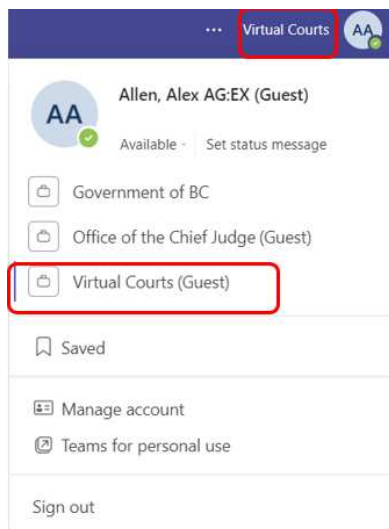 ... Virtual Courts AA
AA
Allen, Alex AG:EX (Guest)
Available - Set status message
Government of BC
Office of the Chief Judge (Guest)
Virtual Courts (Guest)
Saved
Manage account
Teams for personal use
Sign out